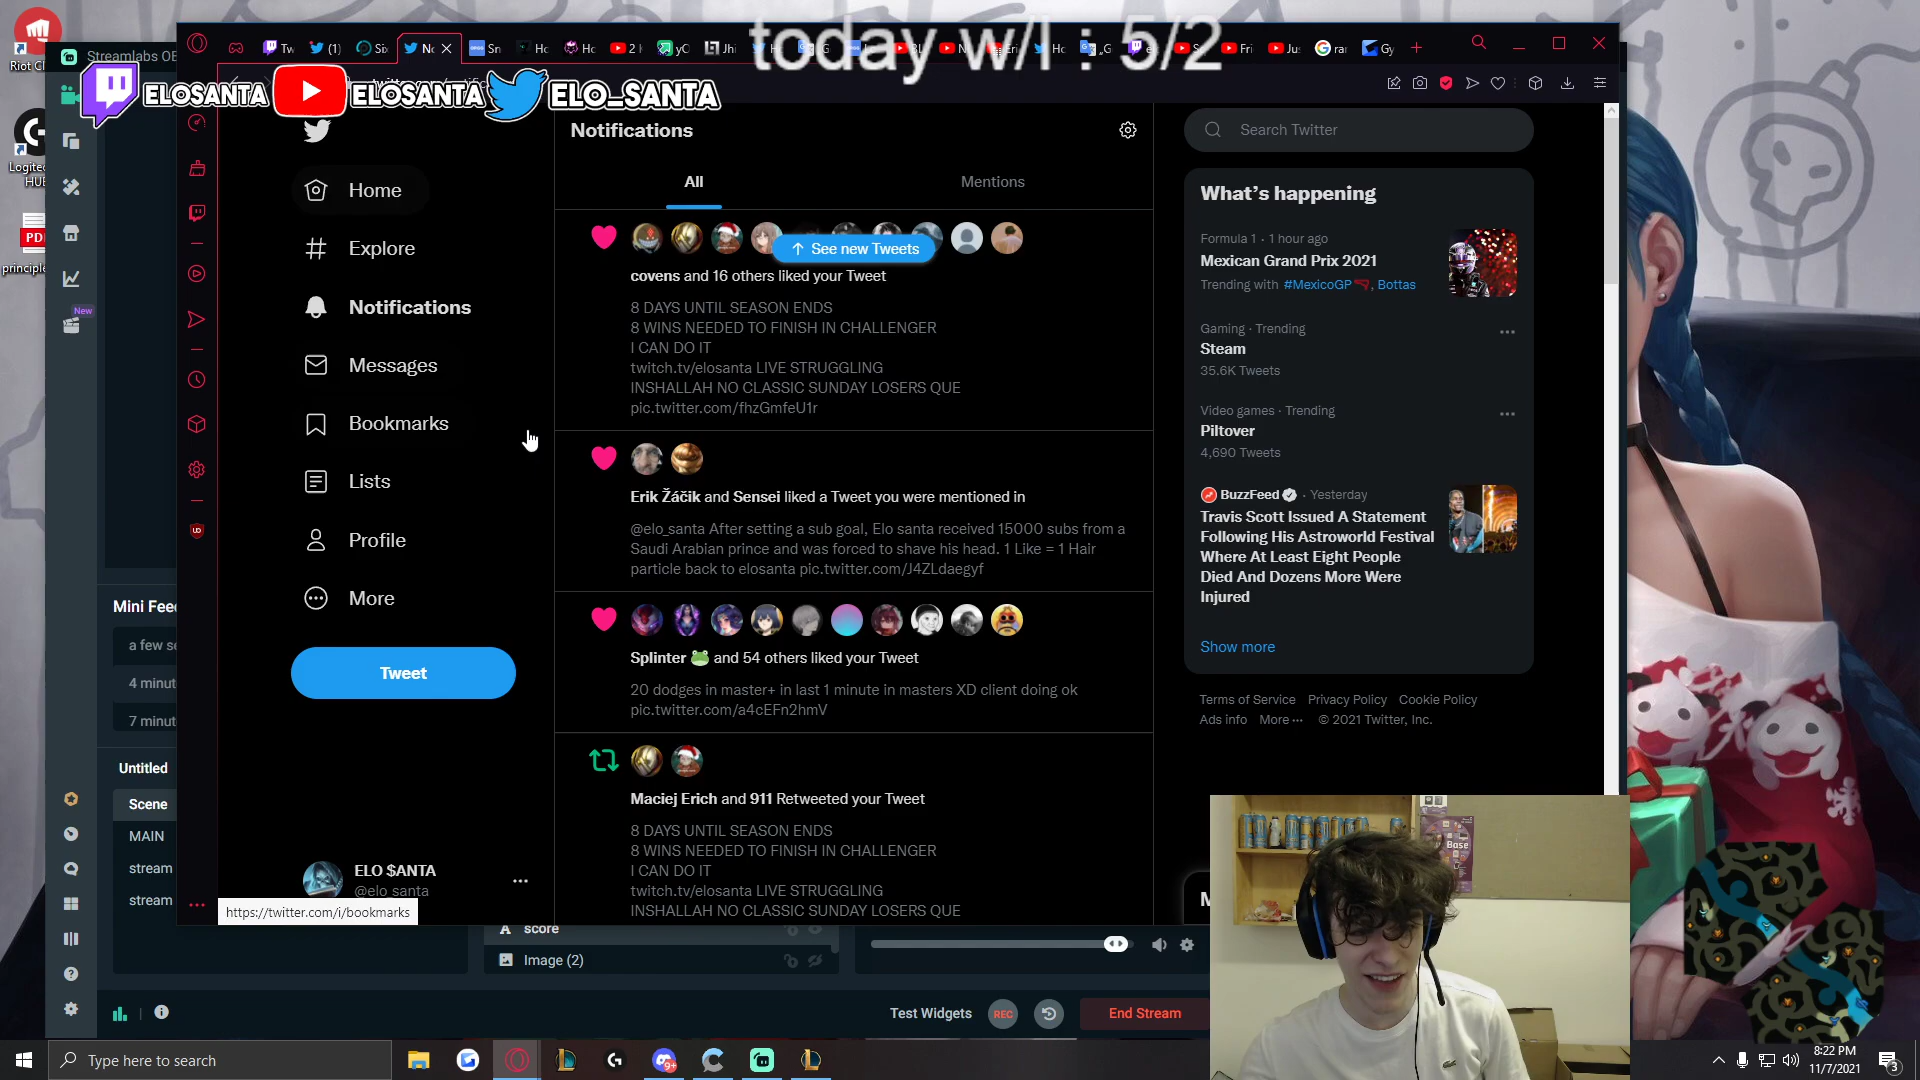 today w/l : 5/2
Streamlabs OB
ELOSANTA
ELOSANTA
ELO_SANTA
Riot Cl
Logitec
HUB
PDF
principle
Notifications
All
Mentions
See new Tweets
Home
Explore
Notifications
Messages
Bookmarks
Lists
Profile
More
Tweet
ELO $ANTA
@elo_santa
https://twitter.com/i/bookmarks
covens and 16 others liked your Tweet
8 DAYS UNTIL SEASON ENDS
8 WINS NEEDED TO FINISH IN CHALLENGER
I CAN DO IT
twitch.tv/elosanta LIVE STRUGGLING
INSHALLAH NO CLASSIC SUNDAY LOSERS QUE
pic.twitter.com/fhzGmfeU1r
Erik Žáčik and Sensei liked a Tweet you were mentioned in
@elo_santa After setting a sub goal, Elo santa received 15000 subs from a
Saudi Arabian prince and was forced to shave his head. 1 Like = 1 Hair
particle back to elosanta pic.twitter.com/J4ZLdaegyf
Splinter 🐸 and 54 others liked your Tweet
20 dodges in master+ in last 1 minute in masters XD client doing ok
pic.twitter.com/a4cEFn2hmV
Maciej Erich and 911 Retweeted your Tweet
8 DAYS UNTIL SEASON ENDS
8 WINS NEEDED TO FINISH IN CHALLENGER
I CAN DO IT
twitch.tv/elosanta LIVE STRUGGLING
INSHALLAH NO CLASSIC SUNDAY LOSERS QUE
Search Twitter
What's happening
Formula 1 · 1 hour ago
Mexican Grand Prix 2021
Trending with #MexicoGP, Bottas
Gaming · Trending
Steam
35.6K Tweets
Video games · Trending
Piltover
4,690 Tweets
BuzzFeed · Yesterday
Travis Scott Issued A Statement
Following His Astroworld Festival
Where At Least Eight People
Died And Dozens More Were
Injured
Show more
Terms of Service Privacy Policy Cookie Policy
Ads info More ··· © 2021 Twitter, Inc.
New
Mini Fee
a few se
4 minut
7 minut
Untitled
Scene
MAIN
stream
stream
score
Image (2)
Test Widgets
REC
End Stream
Base
Type here to search
9+
8:22 PM
11/7/2021
3